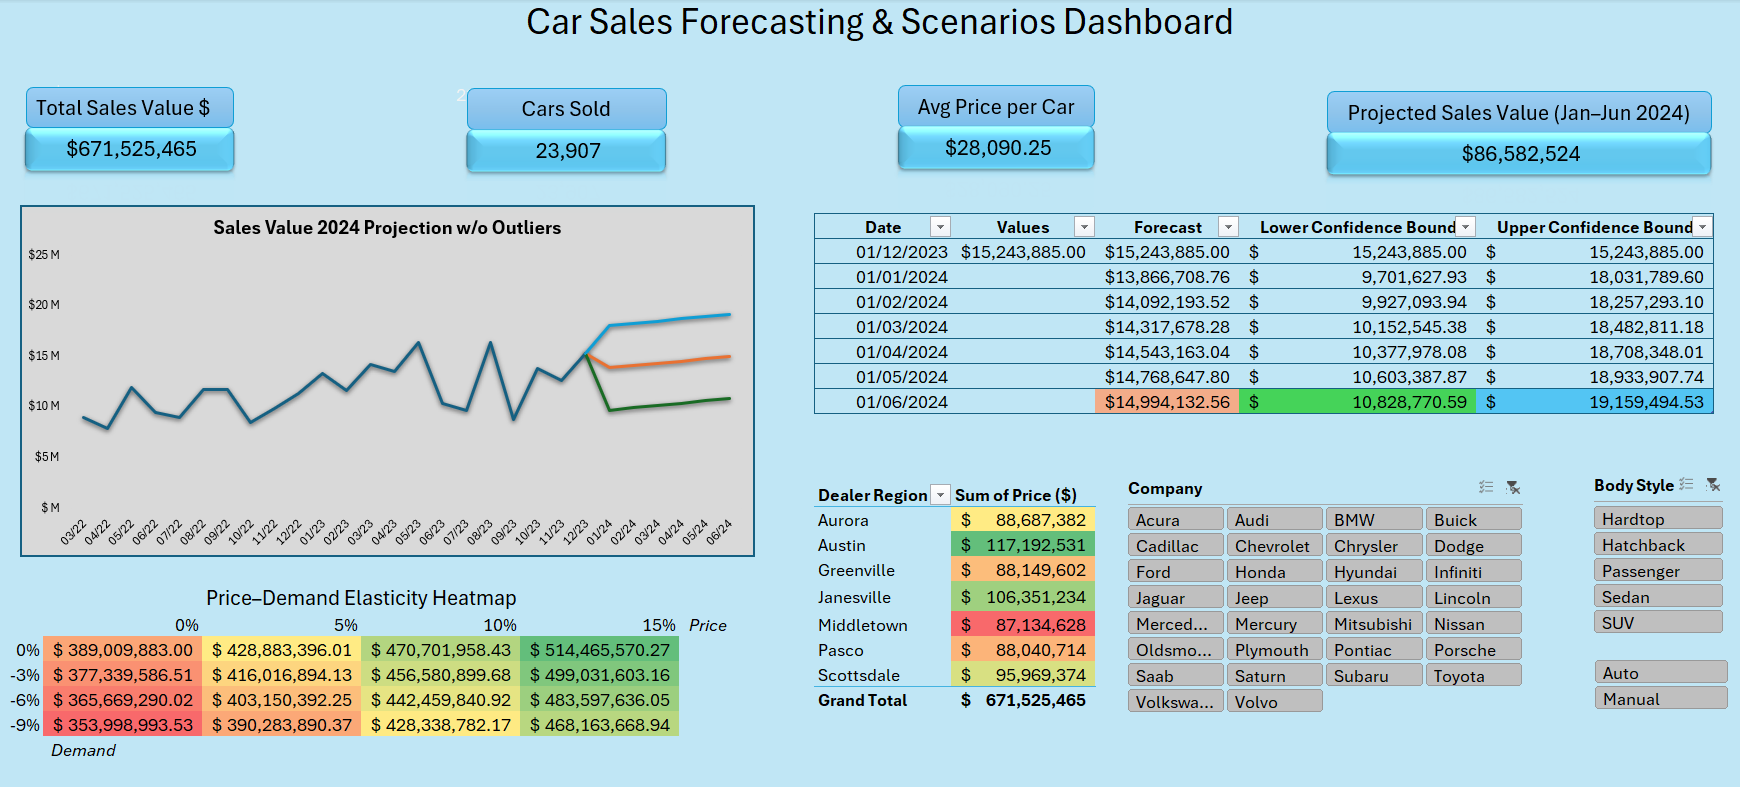 Car Sales Forecasting & Scenarios Dashboard
Total Sales Value $
$671,525,465
2
Cars Sold
23,907
Avg Price per Car
$28,090.25
Projected Sales Value (Jan–Jun 2024)
$86,582,524
Sales Value 2024 Projection w/o Outliers
$25 M
$20 M
$15 M
$10 M
$5 M
$ M
03/22 04/22 05/22 06/22 07/22 08/22 09/22 10/22 11/22 12/22 01/23 02/23 03/23 04/23 05/23 06/23 07/23 08/23 09/23 10/23 11/23 12/23 01/24 02/24 03/24 04/24 05/24 06/24
Date Values Forecast Lower Confidence Bound Upper Confidence Bound
01/12/2023 $15,243,885.00 $15,243,885.00 $ 15,243,885.00 $ 15,243,885.00
01/01/2024 $13,866,708.76 $ 9,701,627.93 $ 18,031,789.60
01/02/2024 $14,092,193.52 $ 9,927,093.94 $ 18,257,293.10
01/03/2024 $14,317,678.28 $ 10,152,545.38 $ 18,482,811.18
01/04/2024 $14,543,163.04 $ 10,377,978.08 $ 18,708,348.01
01/05/2024 $14,768,647.80 $ 10,603,387.87 $ 18,933,907.74
01/06/2024 $14,994,132.56 $ 10,828,770.59 $ 19,159,494.53
Price–Demand Elasticity Heatmap
0% 5% 10% 15% Price
0% $ 389,009,883.00 $ 428,883,396.01 $ 470,701,958.43 $ 514,465,570.27
-3% $ 377,339,586.51 $ 416,016,894.13 $ 456,580,899.68 $ 499,031,603.16
-6% $ 365,669,290.02 $ 403,150,392.25 $ 442,459,840.92 $ 483,597,636.05
-9% $ 353,998,993.53 $ 390,283,890.37 $ 428,338,782.17 $ 468,163,668.94
Demand
Dealer Region Sum of Price ($)
Aurora $ 88,687,382
Austin $ 117,192,531
Greenville $ 88,149,602
Janesville $ 106,351,234
Middletown $ 87,134,628
Pasco $ 88,040,714
Scottsdale $ 95,969,374
Grand Total $ 671,525,465
Company
Acura Audi BMW Buick
Cadillac Chevrolet Chrysler Dodge
Ford Honda Hyundai Infiniti
Jaguar Jeep Lexus Lincoln
Merced... Mercury Mitsubishi Nissan
Oldsmo... Plymouth Pontiac Porsche
Saab Saturn Subaru Toyota
Volkswa... Volvo
Body Style
Hardtop
Hatchback
Passenger
Sedan
SUV
Auto
Manual